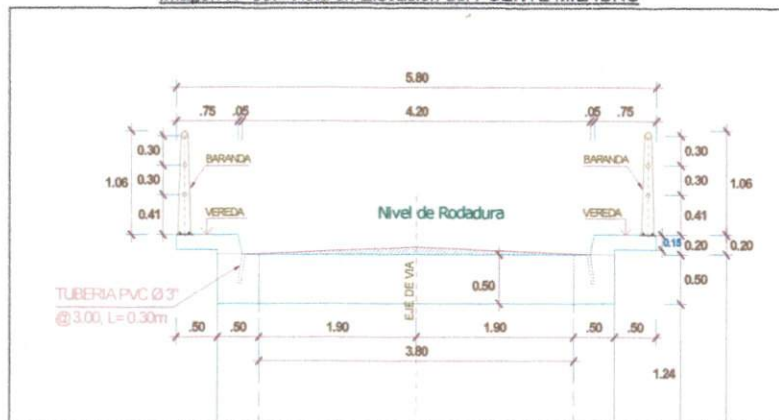 5.80
.75 .05 4.20 .05 .75
0.30
0.30
0.41
1.06
BARANDA
VEREDA
Nivel de Rodadura
BARANDA
VEREDA
0.30
0.30
0.41
1.06
0.15
0.20
0.20
0.50
TUBERIA PVC Ø 3"
@ 3.00, L= 0.30m
EJE DE VIA
0.50
.50 .50 1.90 1.90 .50 .50
3.80
1.24